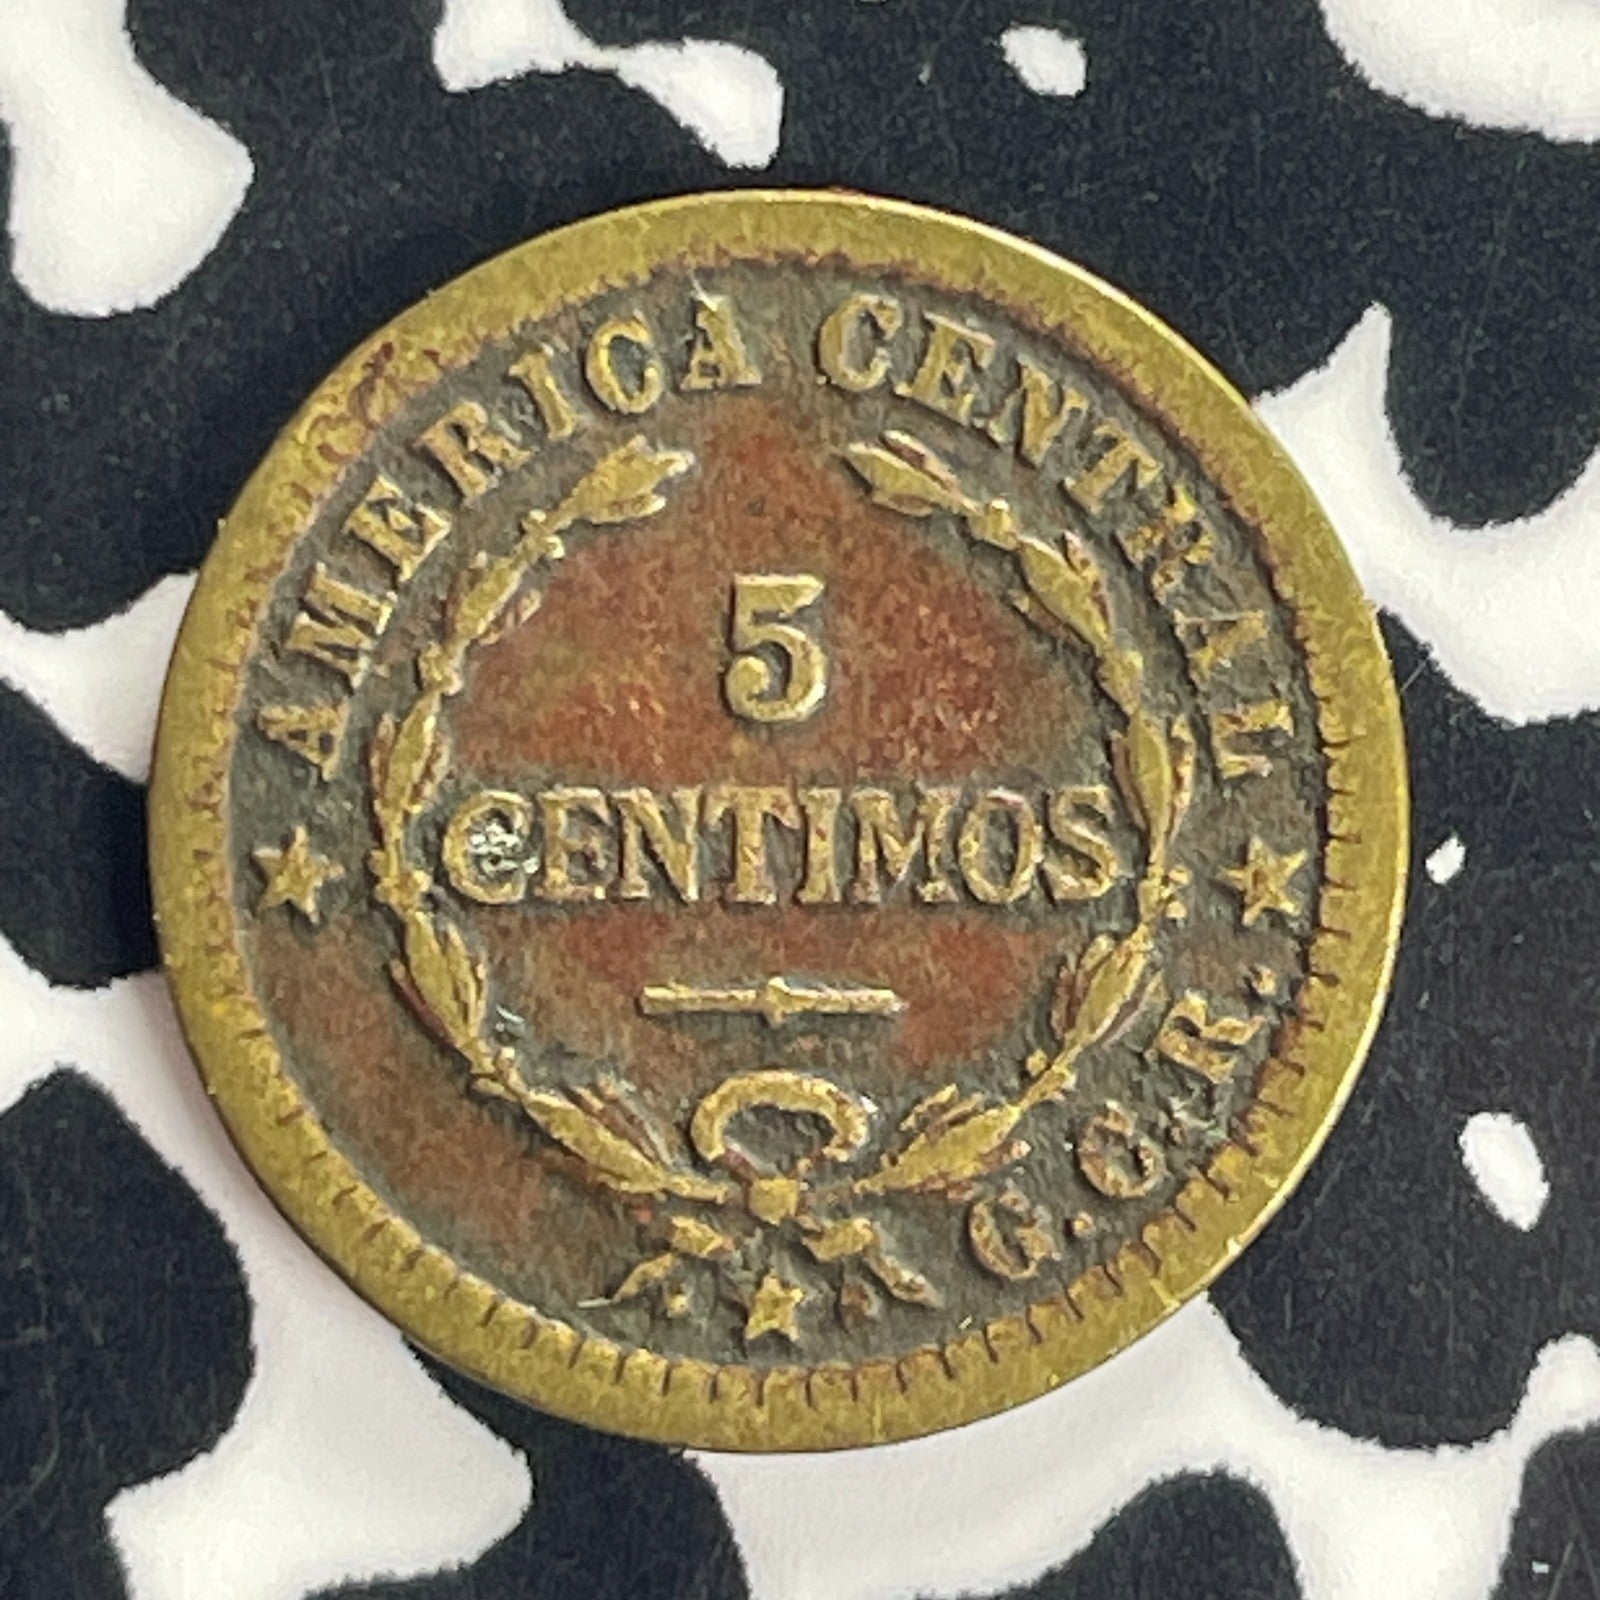 AMERICA CENTRAL
5
CENTIMOS
G.C.R.